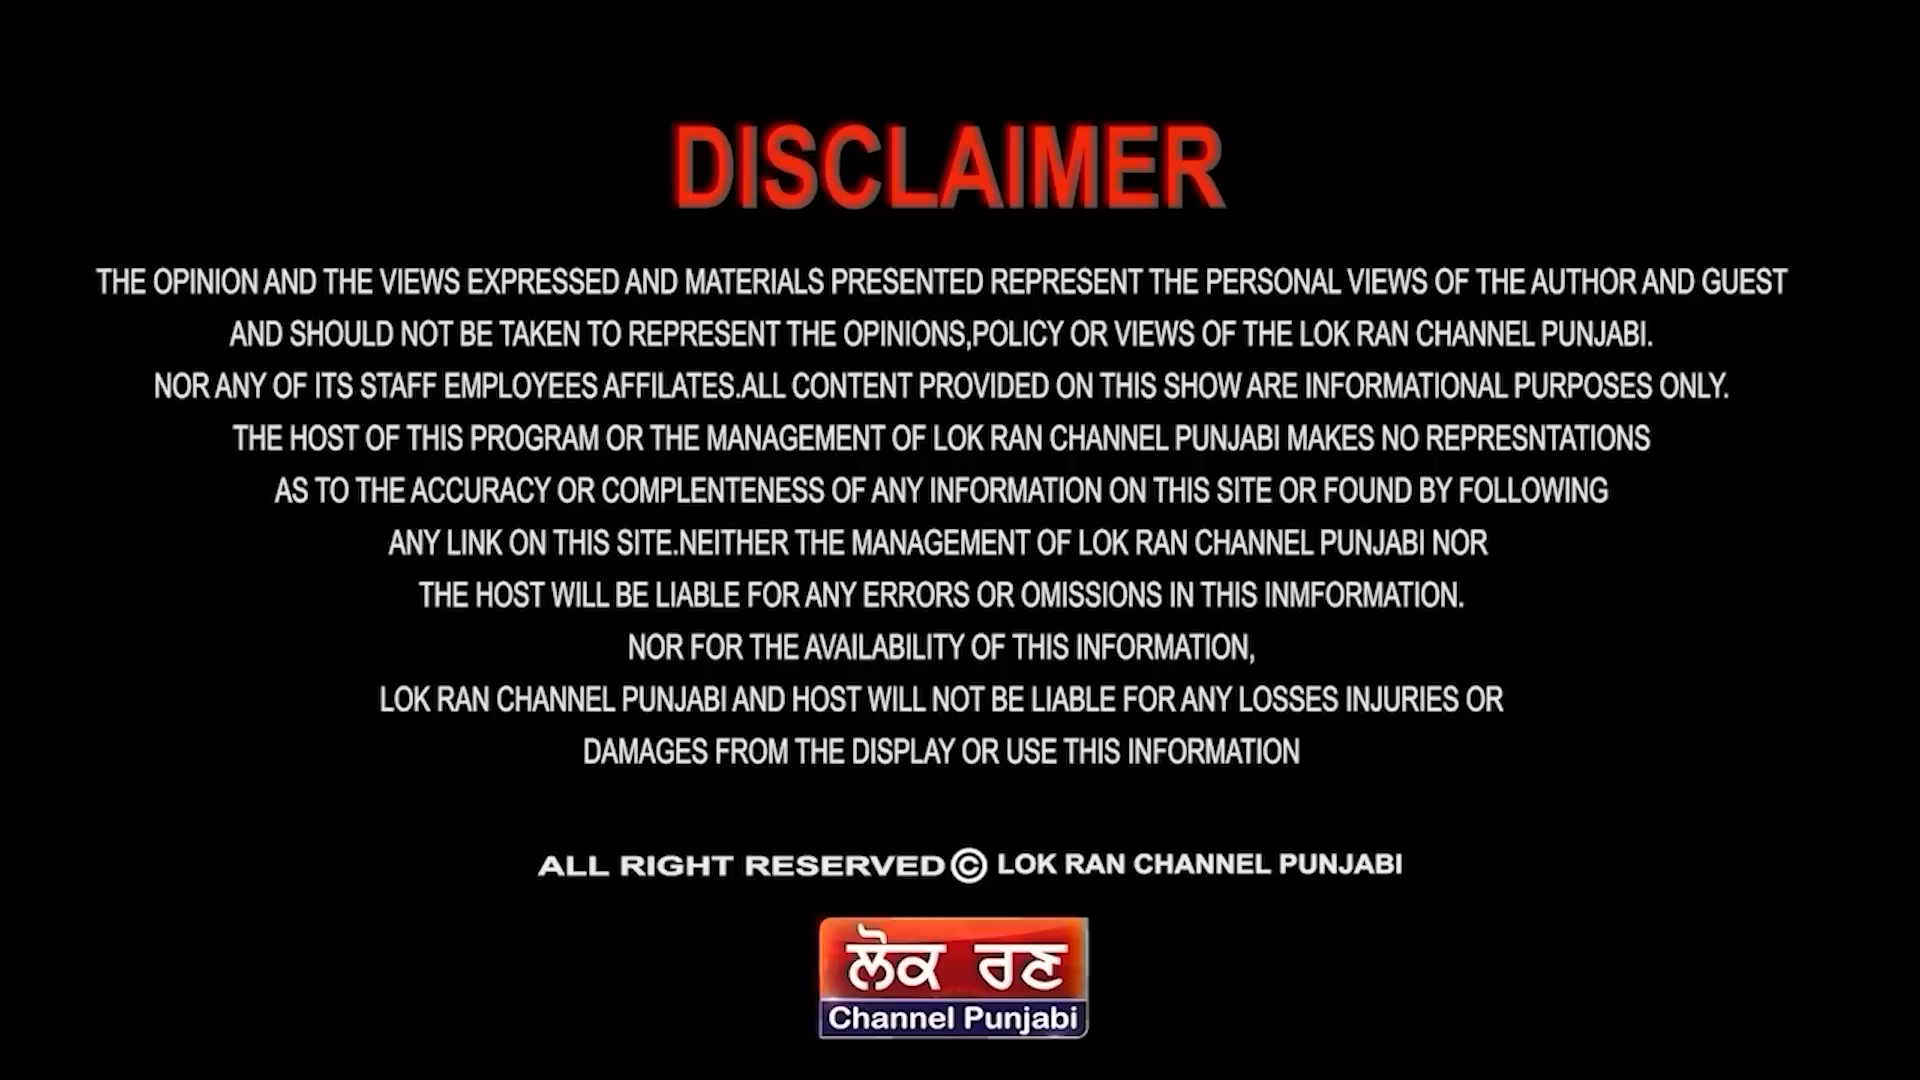 DISCLAIMER
THE OPINION AND THE VIEWS EXPRESSED AND MATERIALS PRESENTED REPRESENT THE PERSONAL VIEWS OF THE AUTHOR AND GUEST
AND SHOULD NOT BE TAKEN TO REPRESENT THE OPINIONS,POLICY OR VIEWS OF THE LOK RAN CHANNEL PUNJABI.
NOR ANY OF ITS STAFF EMPLOYEES AFFILATES.ALL CONTENT PROVIDED ON THIS SHOW ARE INFORMATIONAL PURPOSES ONLY.
THE HOST OF THIS PROGRAM OR THE MANAGEMENT OF LOK RAN CHANNEL PUNJABI MAKES NO REPRESNTATIONS
AS TO THE ACCURACY OR COMPLENTENESS OF ANY INFORMATION ON THIS SITE OR FOUND BY FOLLOWING
ANY LINK ON THIS SITE.NEITHER THE MANAGEMENT OF LOK RAN CHANNEL PUNJABI NOR
THE HOST WILL BE LIABLE FOR ANY ERRORS OR OMISSIONS IN THIS INMFORMATION.
NOR FOR THE AVAILABILITY OF THIS INFORMATION,
LOK RAN CHANNEL PUNJABI AND HOST WILL NOT BE LIABLE FOR ANY LOSSES INJURIES OR
DAMAGES FROM THE DISPLAY OR USE THIS INFORMATION
ALL RIGHT RESERVED © LOK RAN CHANNEL PUNJABI
ਲੋਕ ਰਣ
Channel Punjabi